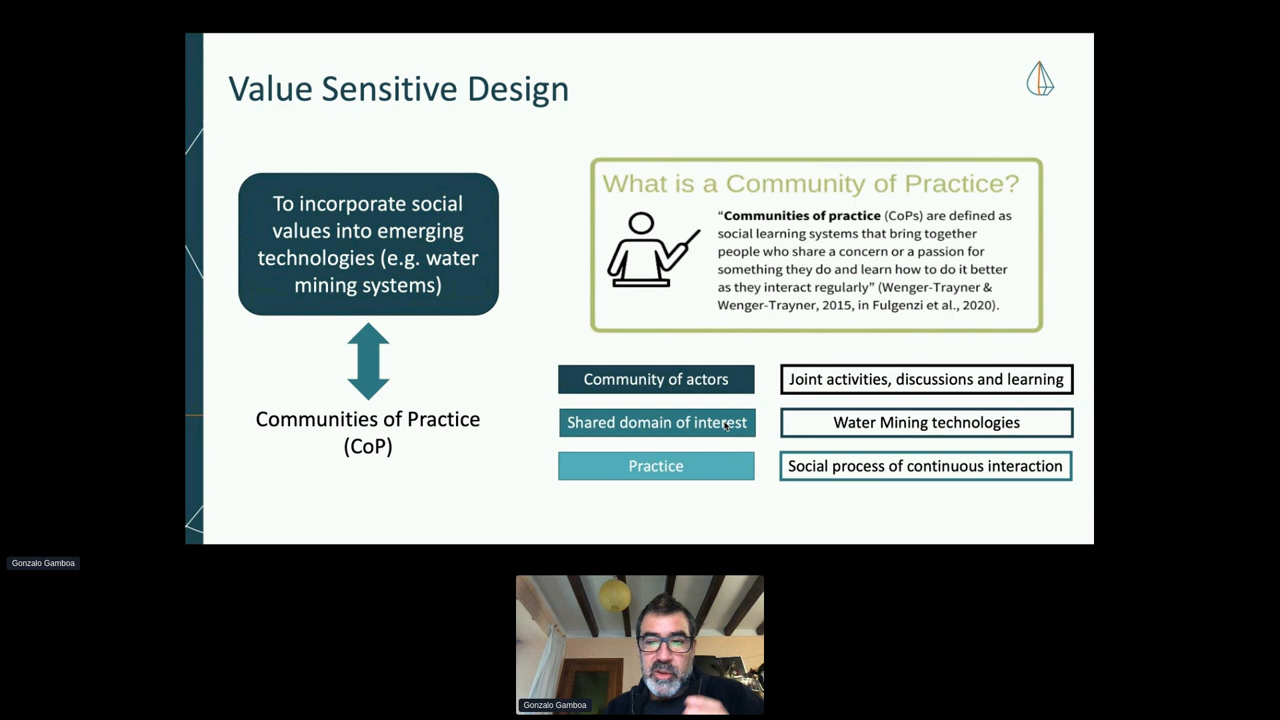 Value Sensitive Design
To incorporate social
values into emerging
technologies (e.g. water
mining systems)
Communities of Practice
(CoP)
What is a Community of Practice?
“Communities of practice (CoPs) are defined as
social learning systems that bring together
people who share a concern or a passion for
something they do and learn how to do it better
as they interact regularly” (Wenger-Trayner &
Wenger-Trayner, 2015, in Fulgenzi et al., 2020).
Community of actors
Joint activities, discussions and learning
Shared domain of interest
Water Mining technologies
Practice
Social process of continuous interaction
Gonzalo Gamboa
Gonzalo Gamboa